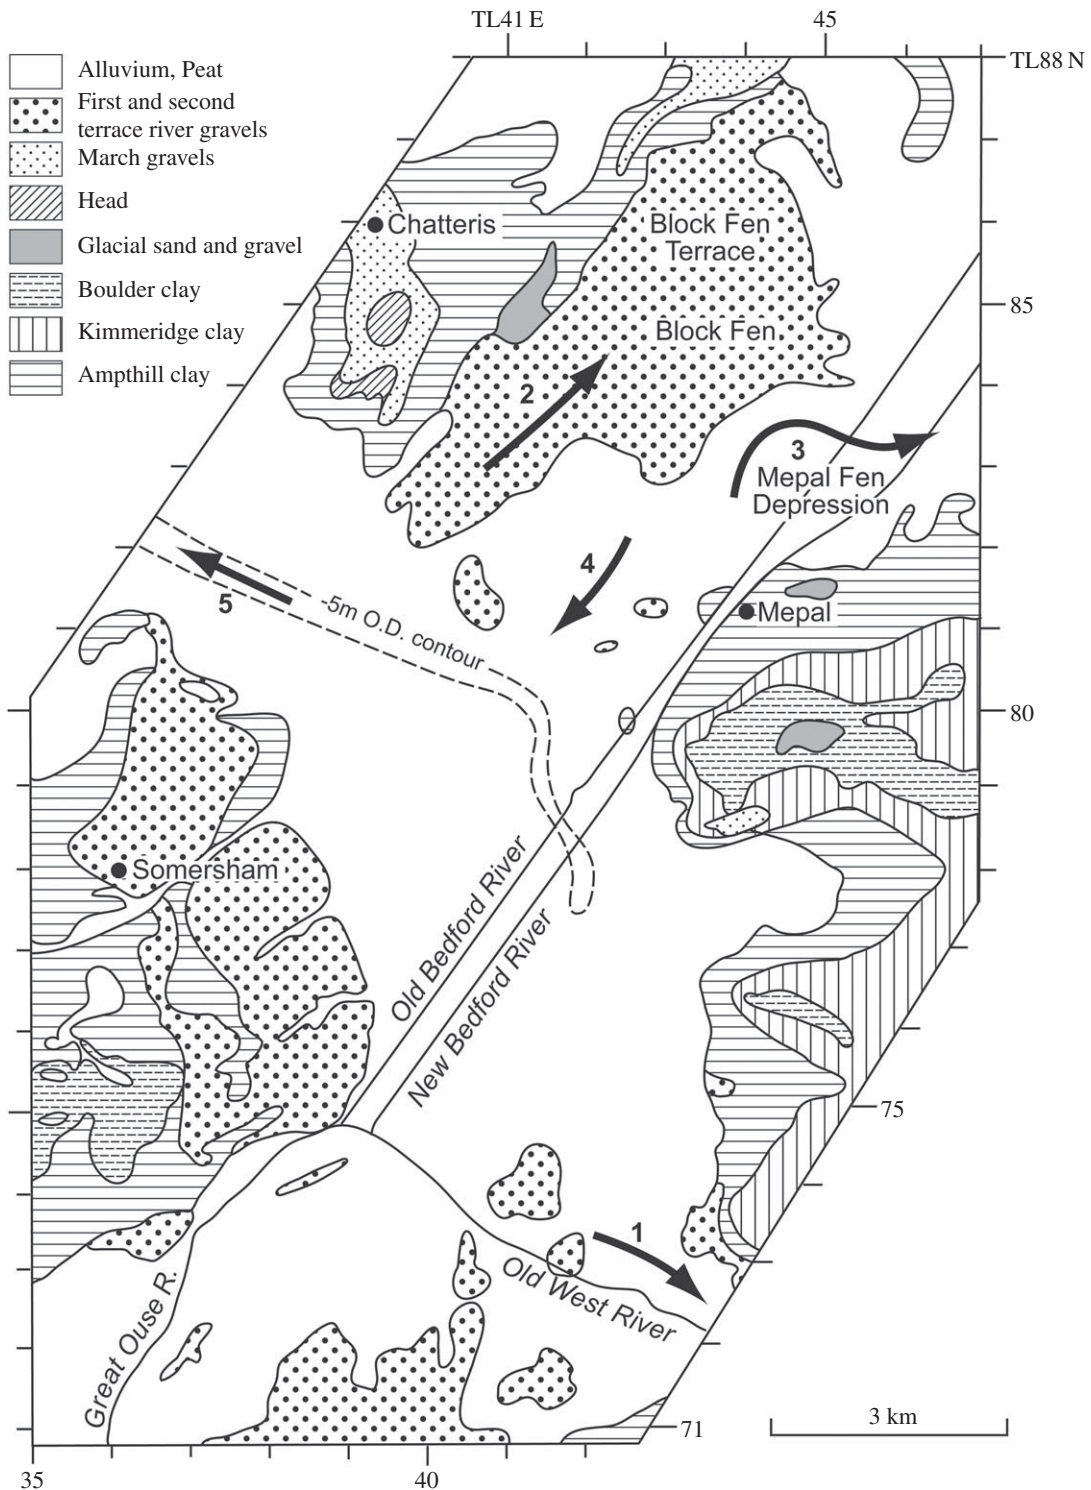 TL41 E
45
TL88 N
Alluvium, Peat
First and second
terrace river gravels
March gravels
Head
Glacial sand and gravel
Boulder clay
Kimmeridge clay
Ampthill clay
Chatteris
Block Fen
Terrace
85
Block Fen
2
3
Mepal Fen
Depression
4
5
-5m O.D. contour
Mepal
80
Somersham
Old Bedford River
New Bedford River
75
1
Old West River
Great Ouse R.
3 km
71
35
40